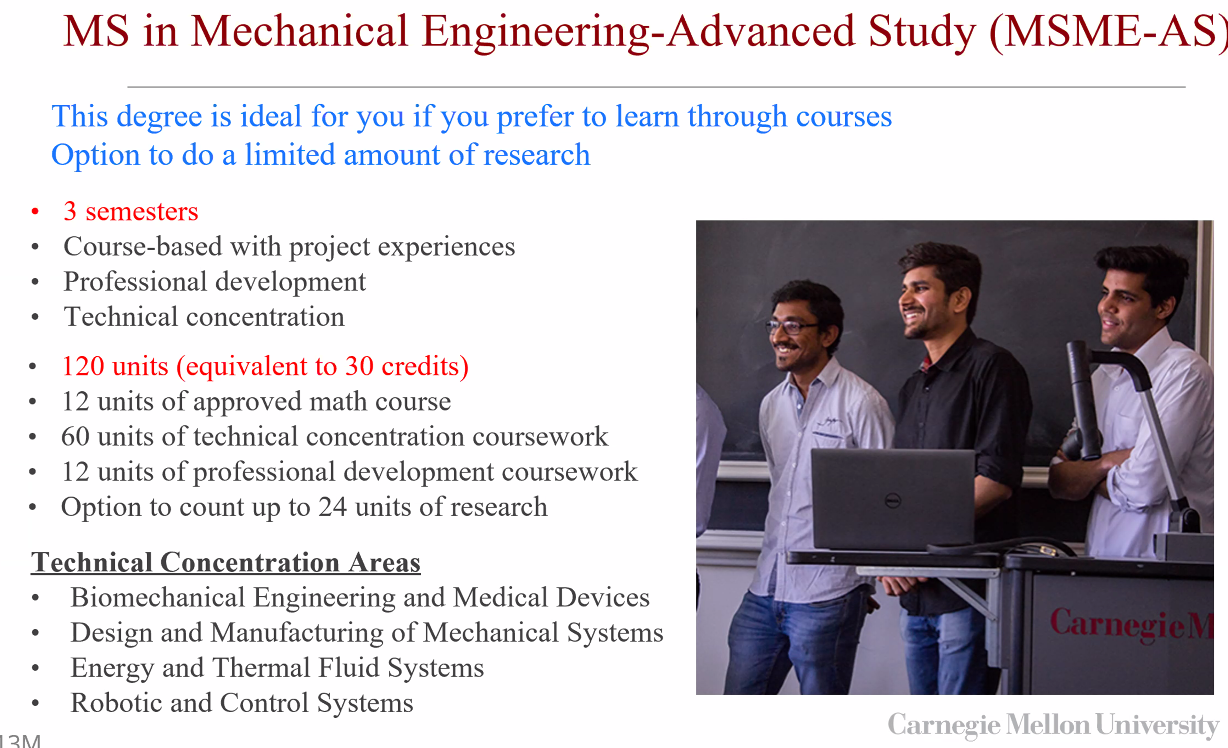 MS in Mechanical Engineering-Advanced Study (MSME-AS)
This degree is ideal for you if you prefer to learn through courses
Option to do a limited amount of research
• 3 semesters
• Course-based with project experiences
• Professional development
• Technical concentration
• 120 units (equivalent to 30 credits)
• 12 units of approved math course
• 60 units of technical concentration coursework
• 12 units of professional development coursework
• Option to count up to 24 units of research
Technical Concentration Areas
• Biomechanical Engineering and Medical Devices
• Design and Manufacturing of Mechanical Systems
• Energy and Thermal Fluid Systems
• Robotic and Control Systems
DELL
Carnegie M
Carnegie Mellon University
13M